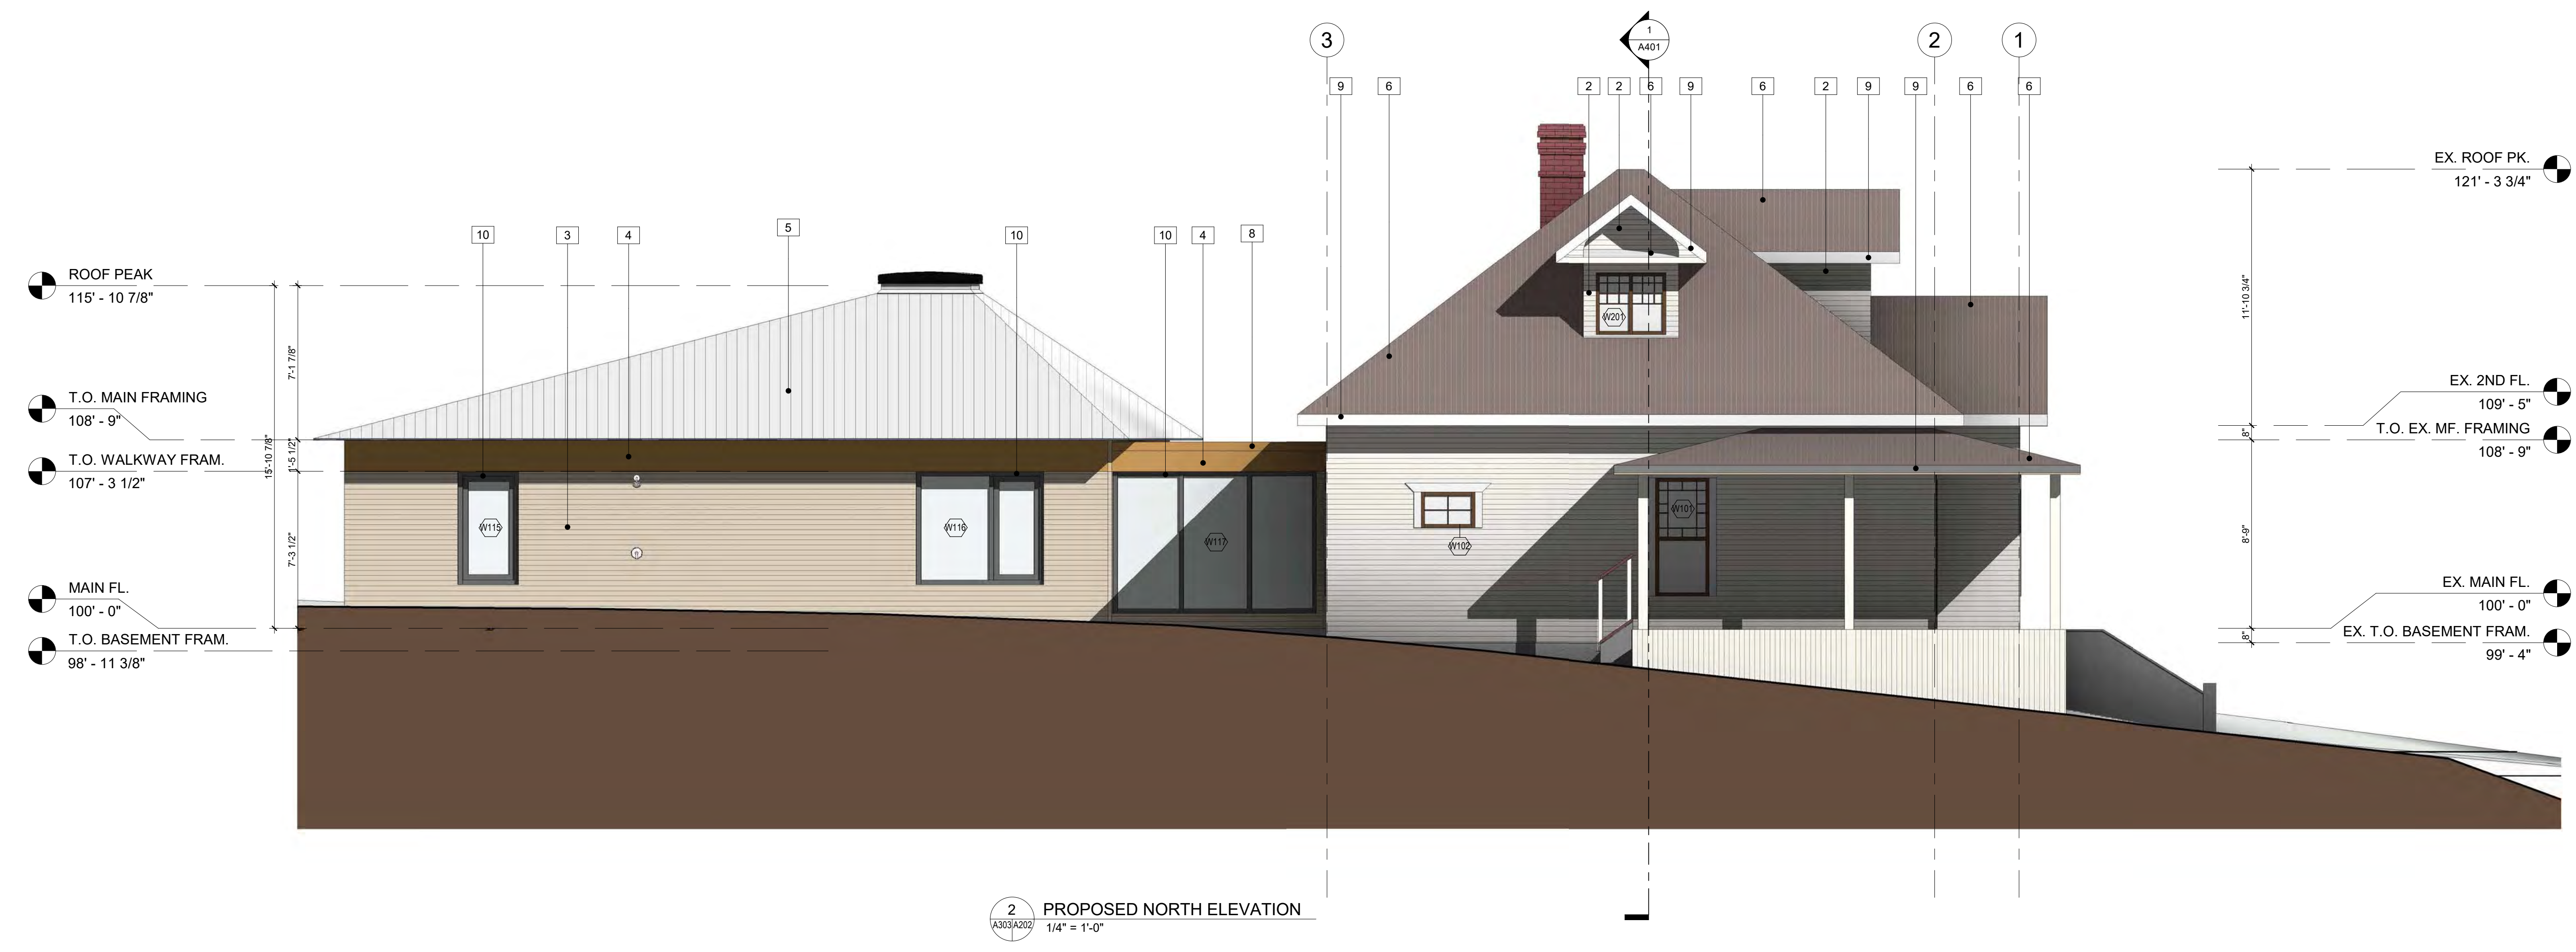 3
1
A401
2
1
9
6
2
2
6
9
6
2
9
9
6
6
EX. ROOF PK.
121' - 3 3/4"
10
3
4
5
10
10
4
8
ROOF PEAK
115' - 10 7/8"
11'-10 3/4"
W201
7'-1 7/8"
EX. 2ND FL.
109' - 5"
T.O. MAIN FRAMING
108' - 9"
8"
T.O. EX. MF. FRAMING
108' - 9"
15'-10 7/8"
1'-5 1/2"
T.O. WALKWAY FRAM.
107' - 3 1/2"
W115
W116
W117
W102
W101
8'-9"
7'-3 1/2"
MAIN FL.
100' - 0"
EX. MAIN FL.
100' - 0"
T.O. BASEMENT FRAM.
98' - 11 3/8"
8"
EX. T.O. BASEMENT FRAM.
99' - 4"
2
A303 A202
PROPOSED NORTH ELEVATION
1/4" = 1'-0"